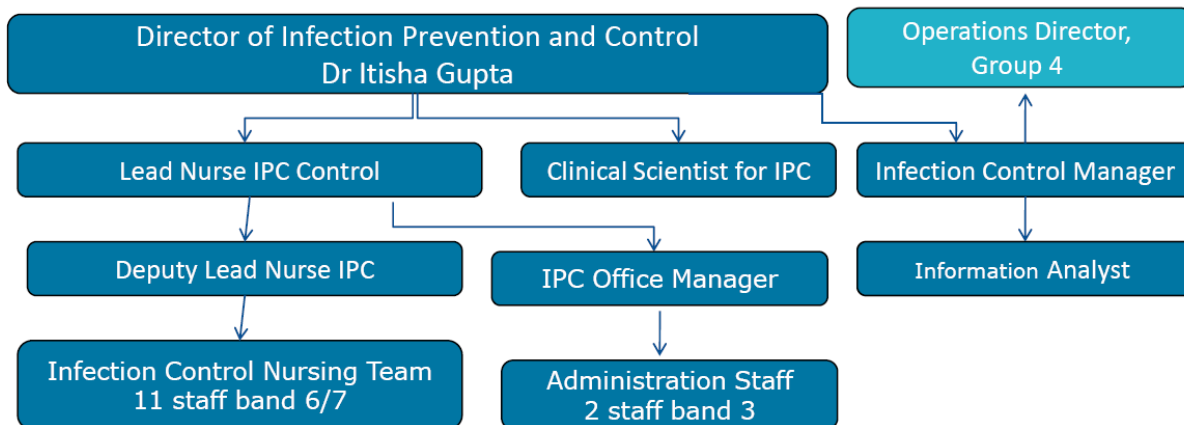 Director of Infection Prevention and Control
Dr Itisha Gupta
Operations Director,
Group 4
Lead Nurse IPC Control
Clinical Scientist for IPC
Infection Control Manager
Deputy Lead Nurse IPC
IPC Office Manager
Information Analyst
Infection Control Nursing Team
11 staff band 6/7
Administration Staff
2 staff band 3